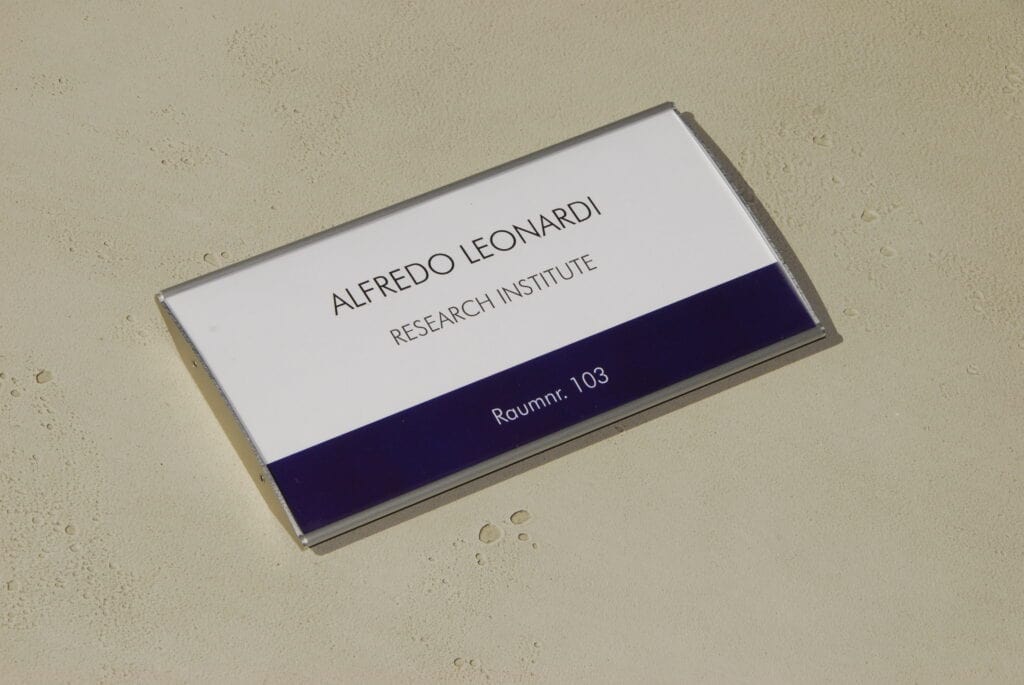 ALFREDO LEONARDI
RESEARCH INSTITUTE
Raumnr. 103